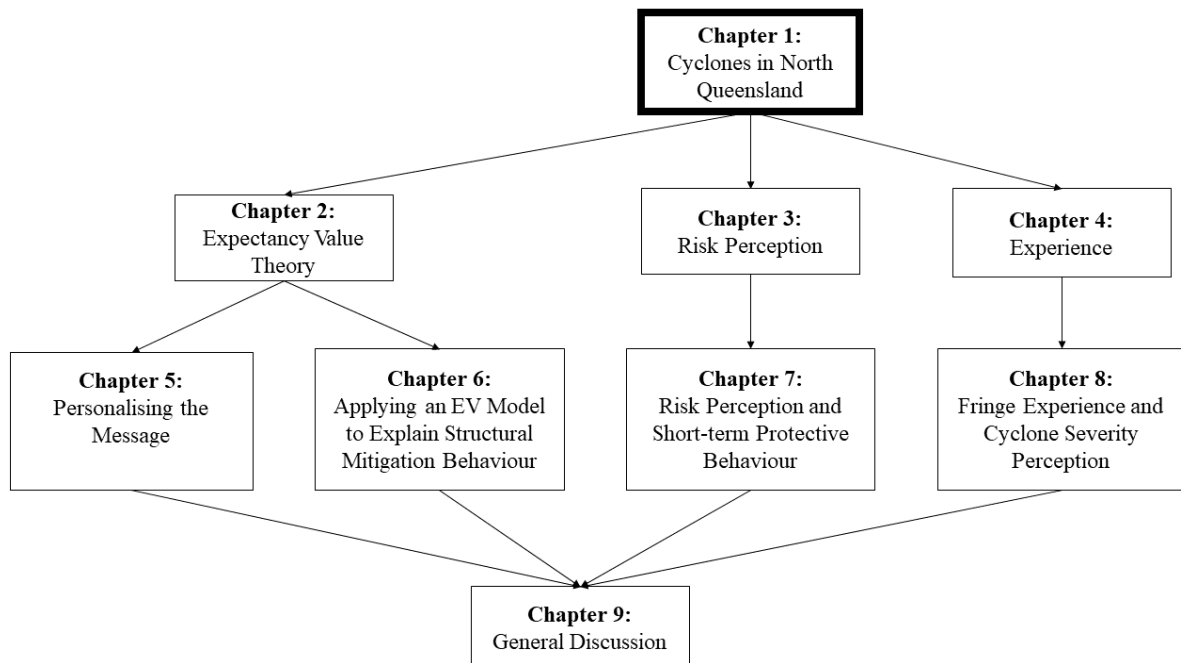 Chapter 1:
Cyclones in North
Queensland
Chapter 2:
Expectancy Value
Theory
Chapter 3:
Risk Perception
Chapter 4:
Experience
Chapter 5:
Personalising the
Message
Chapter 6:
Applying an EV Model
to Explain Structural
Mitigation Behaviour
Chapter 7:
Risk Perception and
Short-term Protective
Behaviour
Chapter 8:
Fringe Experience and
Cyclone Severity
Perception
Chapter 9:
General Discussion